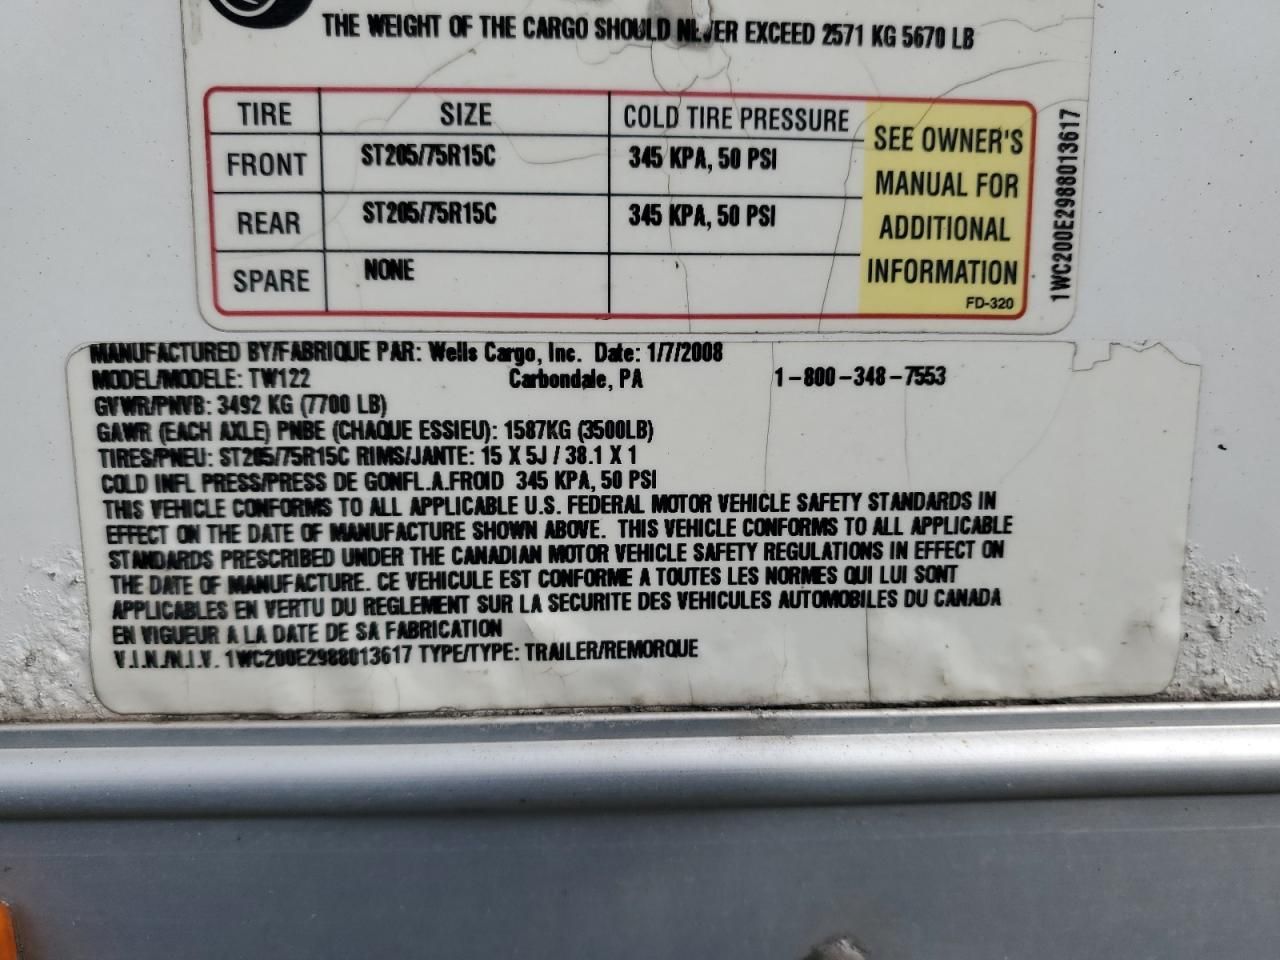 THE WEIGHT OF THE CARGO SHOULD NEVER EXCEED 2571 KG 5670 LB
TIRE SIZE COLD TIRE PRESSURE
FRONT ST205/75R15C 345 KPA, 50 PSI
REAR ST205/75R15C 345 KPA, 50 PSI
SPARE NONE
SEE OWNER'S
MANUAL FOR
ADDITIONAL
INFORMATION
FD-320
1WC200E2988013617
MANUFACTURED BY/FABRIQUE PAR: Wells Cargo, Inc. Date: 1/7/2008
MODEL/MODELE: TW122 Carbondale, PA 1-800-348-7553
GVWR/PNVB: 3492 KG (7700 LB)
GAWR (EACH AXLE) PNBE (CHAQUE ESSIEU): 1587KG (3500LB)
TIRES/PNEU: ST205/75R15C RIMS/JANTE: 15 X 5J / 38.1 X 1
COLD INFL PRESS/PRESS DE GONFL.A.FROID 345 KPA, 50 PSI
THIS VEHICLE CONFORMS TO ALL APPLICABLE U.S. FEDERAL MOTOR VEHICLE SAFETY STANDARDS IN
EFFECT ON THE DATE OF MANUFACTURE SHOWN ABOVE. THIS VEHICLE CONFORMS TO ALL APPLICABLE
STANDARDS PRESCRIBED UNDER THE CANADIAN MOTOR VEHICLE SAFETY REGULATIONS IN EFFECT ON
THE DATE OF MANUFACTURE. CE VEHICULE EST CONFORME A TOUTES LES NORMES QUI LUI SONT
APPLICABLES EN VERTU DU REGLEMENT SUR LA SECURITE DES VEHICULES AUTOMOBILES DU CANADA
EN VIGUEUR A LA DATE DE SA FABRICATION
V.I.N./N.I.V. 1WC200E2988013617 TYPE/TYPE: TRAILER/REMORQUE